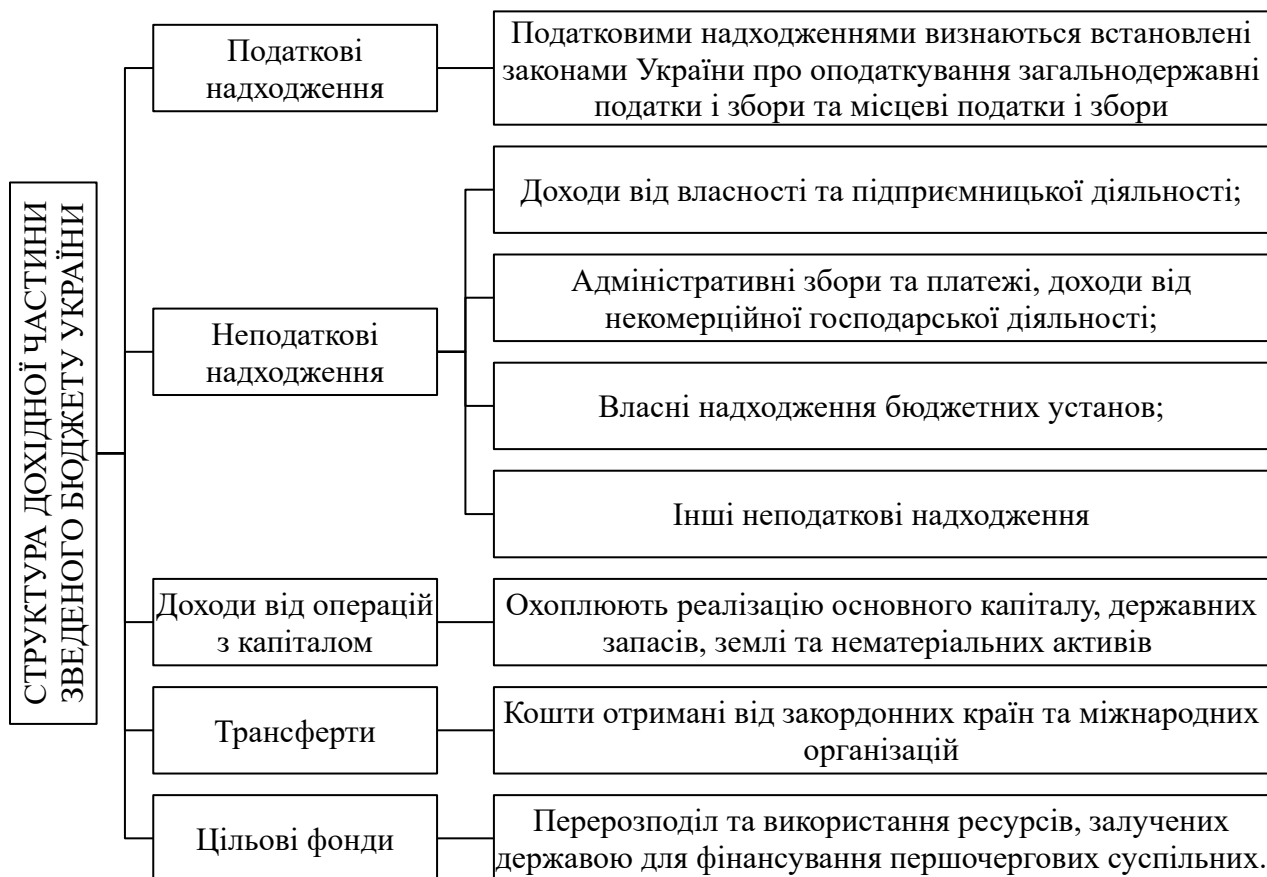 СТРУКТУРА ДОХІДНОЇ ЧАСТИНИ
ЗВЕДЕНОГО БЮДЖЕТУ УКРАЇНИ
Податкові
надходження
Податковими надходженнями визнаються встановлені
законами України про оподаткування загальнодержавні
податки і збори та місцеві податки і збори
Неподаткові
надходження
Доходи від власності та підприємницької діяльності;
Адміністративні збори та платежі, доходи від
некомерційної господарської діяльності;
Власні надходження бюджетних установ;
Інші неподаткові надходження
Доходи від операцій
з капіталом
Охоплюють реалізацію основного капіталу, державних
запасів, землі та нематеріальних активів
Трансферти
Кошти отримані від закордонних країн та міжнародних
організацій
Цільові фонди
Перерозподіл та використання ресурсів, залучених
державою для фінансування першочергових суспільних.